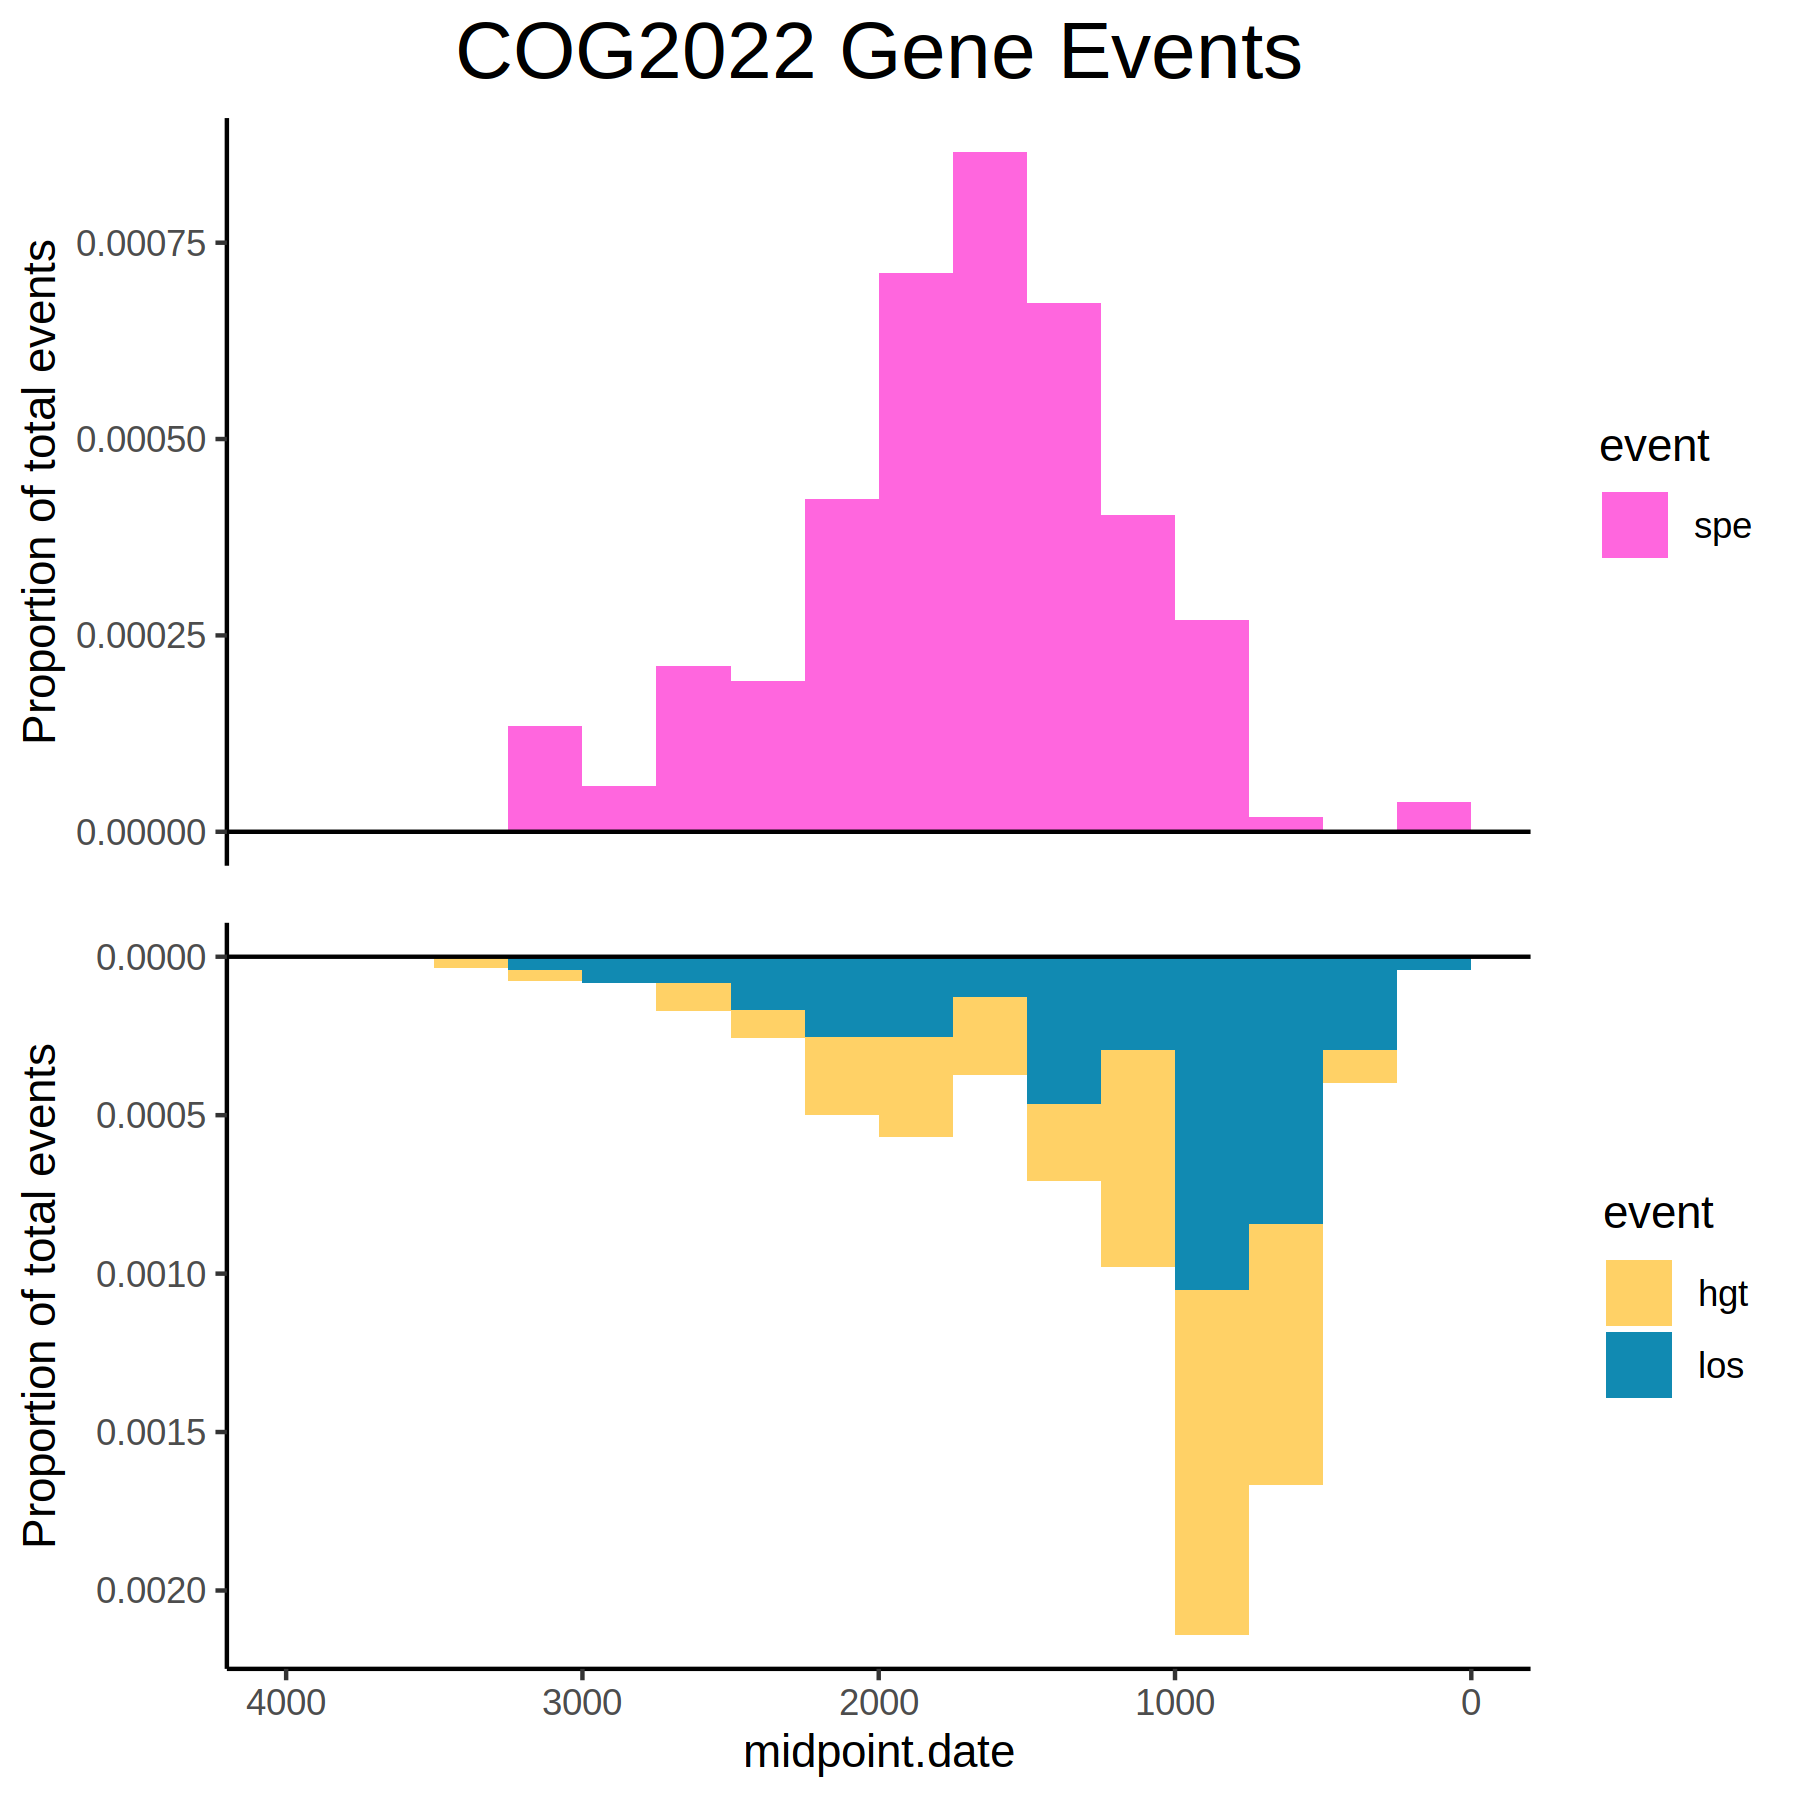 COG2022 Gene Events
Proportion of total events
0.00075
0.00050
0.00025
0.00000
event
spe
Proportion of total events
0.0000
0.0005
0.0010
0.0015
0.0020
event
hgt
los
4000 3000 2000 1000 0
midpoint.date